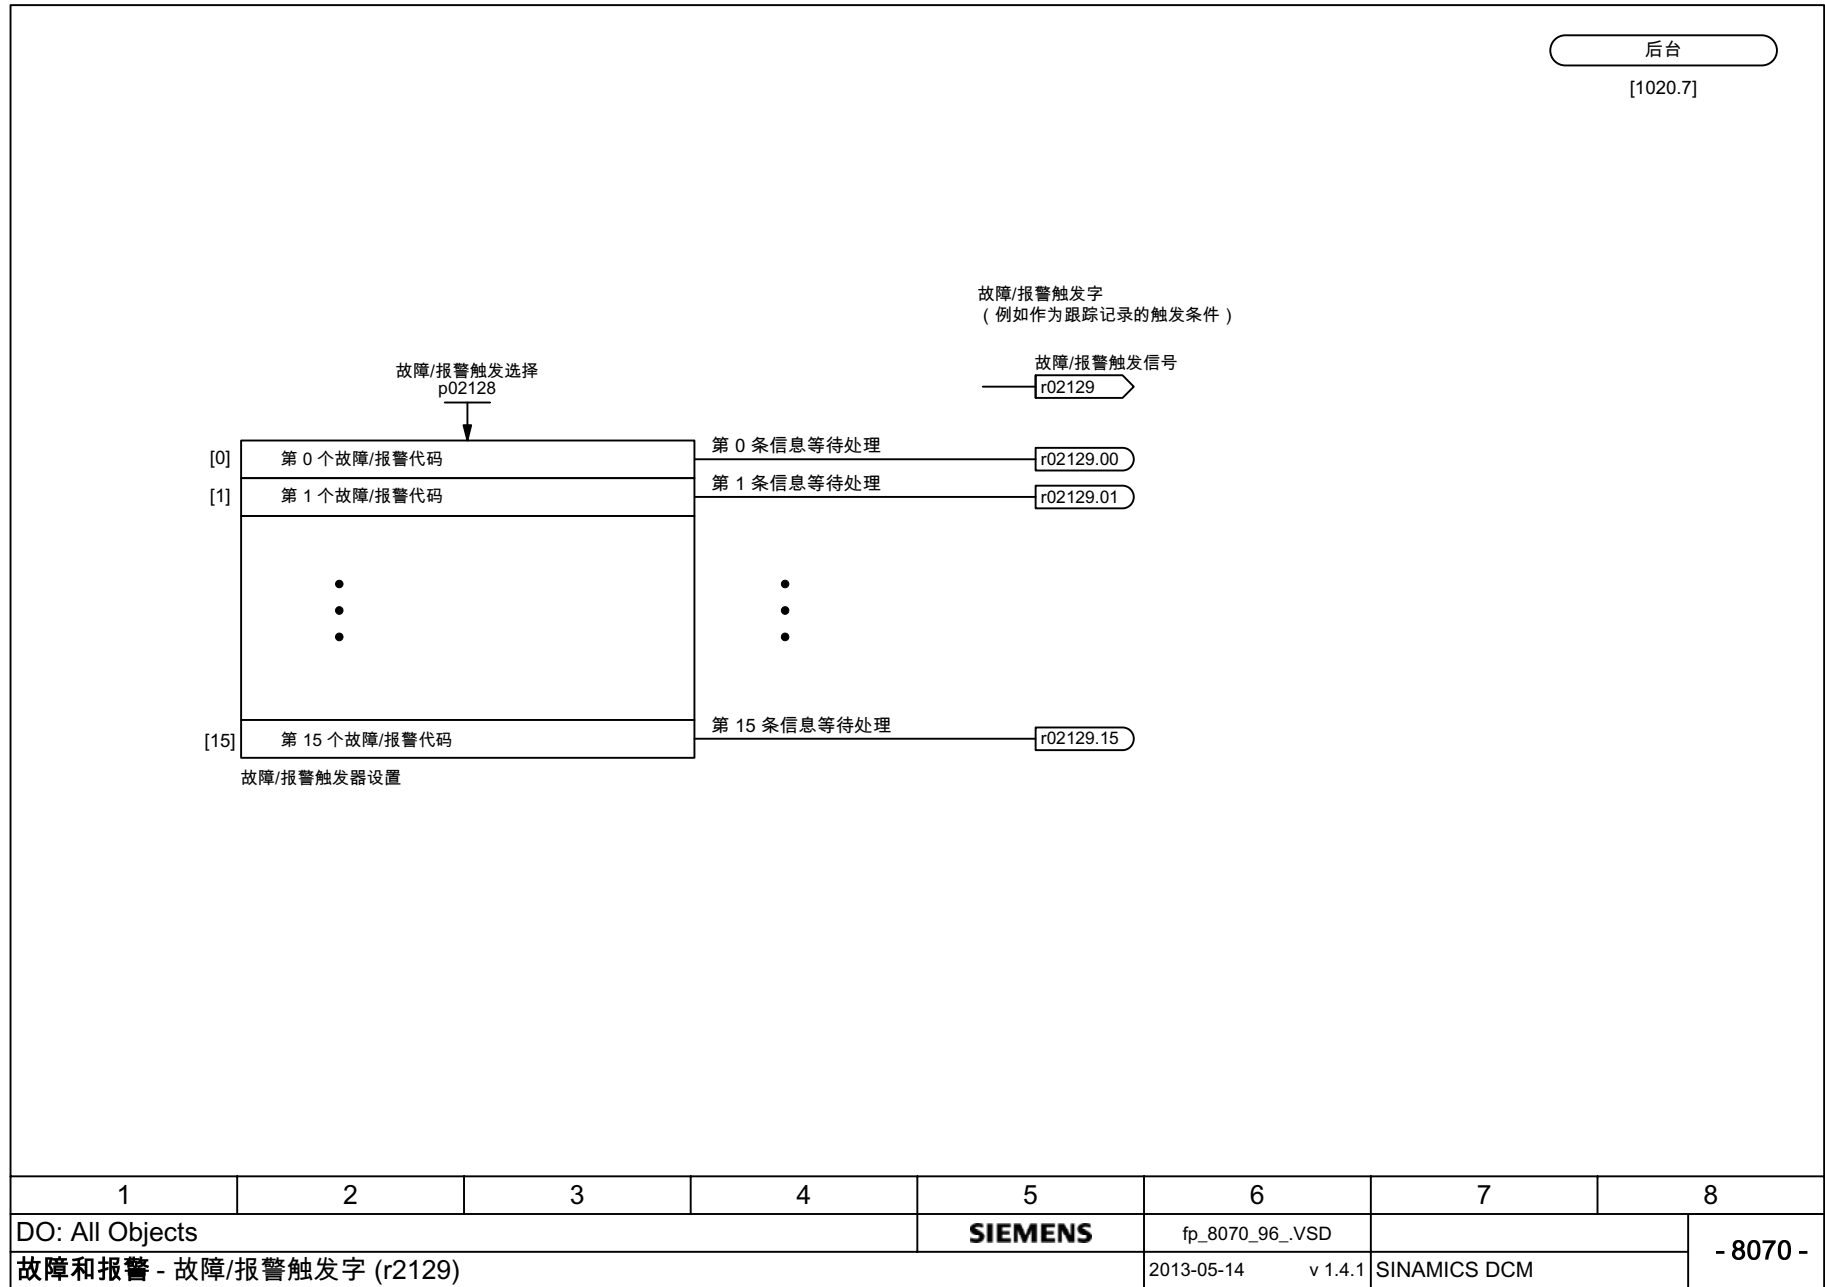 后台
[1020.7]
故障/报警触发字
（例如作为跟踪记录的触发条件）
故障/报警触发信号
r02129
故障/报警触发选择
p02128
[0] 第 0 个故障/报警代码 第 0 条信息等待处理 r02129.00
[1] 第 1 个故障/报警代码 第 1 条信息等待处理 r02129.01
[15] 第 15 个故障/报警代码 第 15 条信息等待处理 r02129.15
故障/报警触发器设置
1 2 3 4 5 6 7 8
DO: All Objects SIEMENS fp_8070_96_.VSD - 8070 -
故障和报警 - 故障/报警触发字 (r2129) 2013-05-14 v 1.4.1 SINAMICS DCM